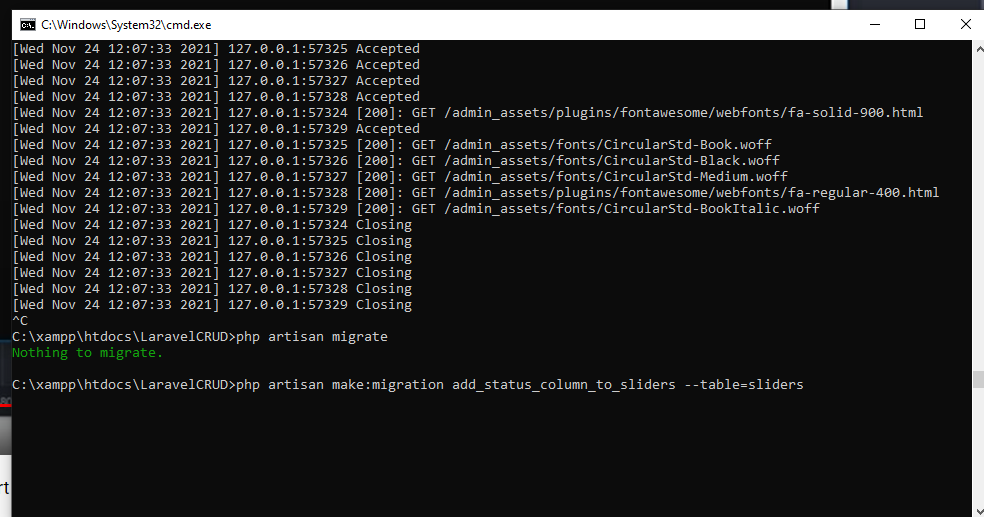 C:\Windows\System32\cmd.exe
[Wed Nov 24 12:07:33 2021] 127.0.0.1:57325 Accepted
[Wed Nov 24 12:07:33 2021] 127.0.0.1:57326 Accepted
[Wed Nov 24 12:07:33 2021] 127.0.0.1:57327 Accepted
[Wed Nov 24 12:07:33 2021] 127.0.0.1:57328 Accepted
[Wed Nov 24 12:07:33 2021] 127.0.0.1:57324 [200]: GET /admin_assets/plugins/fontawesome/webfonts/fa-solid-900.html
[Wed Nov 24 12:07:33 2021] 127.0.0.1:57329 Accepted
[Wed Nov 24 12:07:33 2021] 127.0.0.1:57325 [200]: GET /admin_assets/fonts/CircularStd-Book.woff
[Wed Nov 24 12:07:33 2021] 127.0.0.1:57326 [200]: GET /admin_assets/fonts/CircularStd-Black.woff
[Wed Nov 24 12:07:33 2021] 127.0.0.1:57327 [200]: GET /admin_assets/fonts/CircularStd-Medium.woff
[Wed Nov 24 12:07:33 2021] 127.0.0.1:57328 [200]: GET /admin_assets/plugins/fontawesome/webfonts/fa-regular-400.html
[Wed Nov 24 12:07:33 2021] 127.0.0.1:57329 [200]: GET /admin_assets/fonts/CircularStd-BookItalic.woff
[Wed Nov 24 12:07:33 2021] 127.0.0.1:57324 Closing
[Wed Nov 24 12:07:33 2021] 127.0.0.1:57325 Closing
[Wed Nov 24 12:07:33 2021] 127.0.0.1:57326 Closing
[Wed Nov 24 12:07:33 2021] 127.0.0.1:57327 Closing
[Wed Nov 24 12:07:33 2021] 127.0.0.1:57328 Closing
[Wed Nov 24 12:07:33 2021] 127.0.0.1:57329 Closing
^C
C:\xampp\htdocs\LaravelCRUD>php artisan migrate
Nothing to migrate.
C:\xampp\htdocs\LaravelCRUD>php artisan make:migration add_status_column_to_sliders --table=sliders